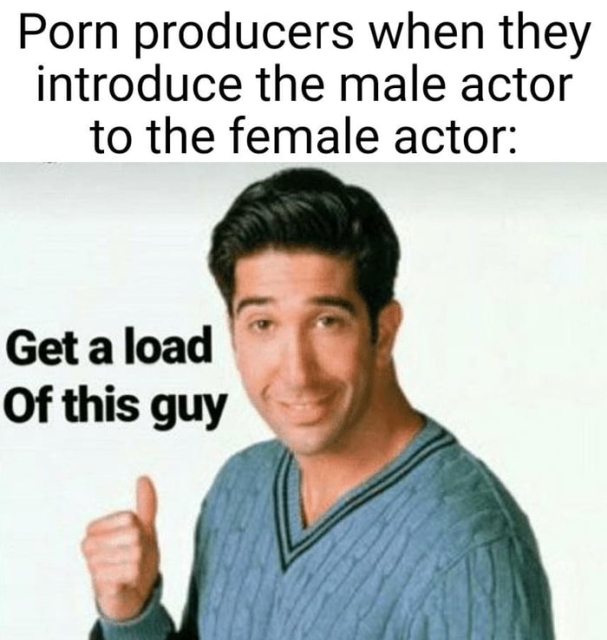 Porn producers when they
introduce the male actor
to the female actor:
Get a load
Of this guy